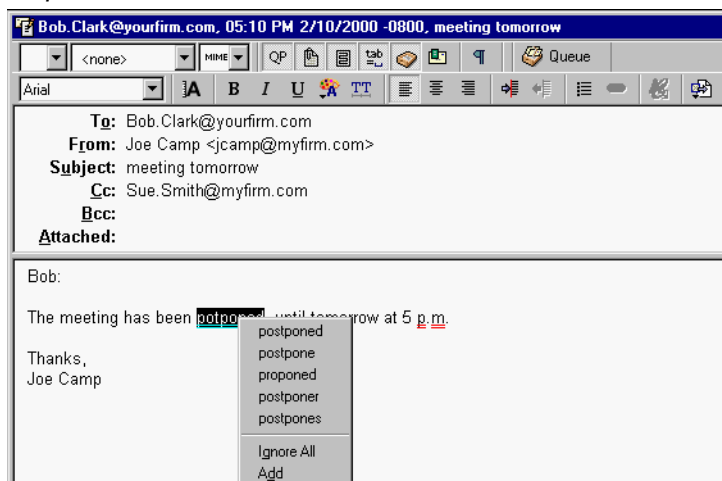 Bob.Clark@yourfirm.com, 05:10 PM 2/10/2000 -0800, meeting tomorrow
<none> MIME QP tab Queue
Arial A B I U A TT
To: Bob.Clark@yourfirm.com
From: Joe Camp <jcamp@myfirm.com>
Subject: meeting tomorrow
Cc: Sue.Smith@myfirm.com
Bcc:
Attached:
Bob:
The meeting has been potponed until tomorrow at 5 p.m.
postponed
postpone
proponed
postponer
postpones
Ignore All
Add
Thanks,
Joe Camp